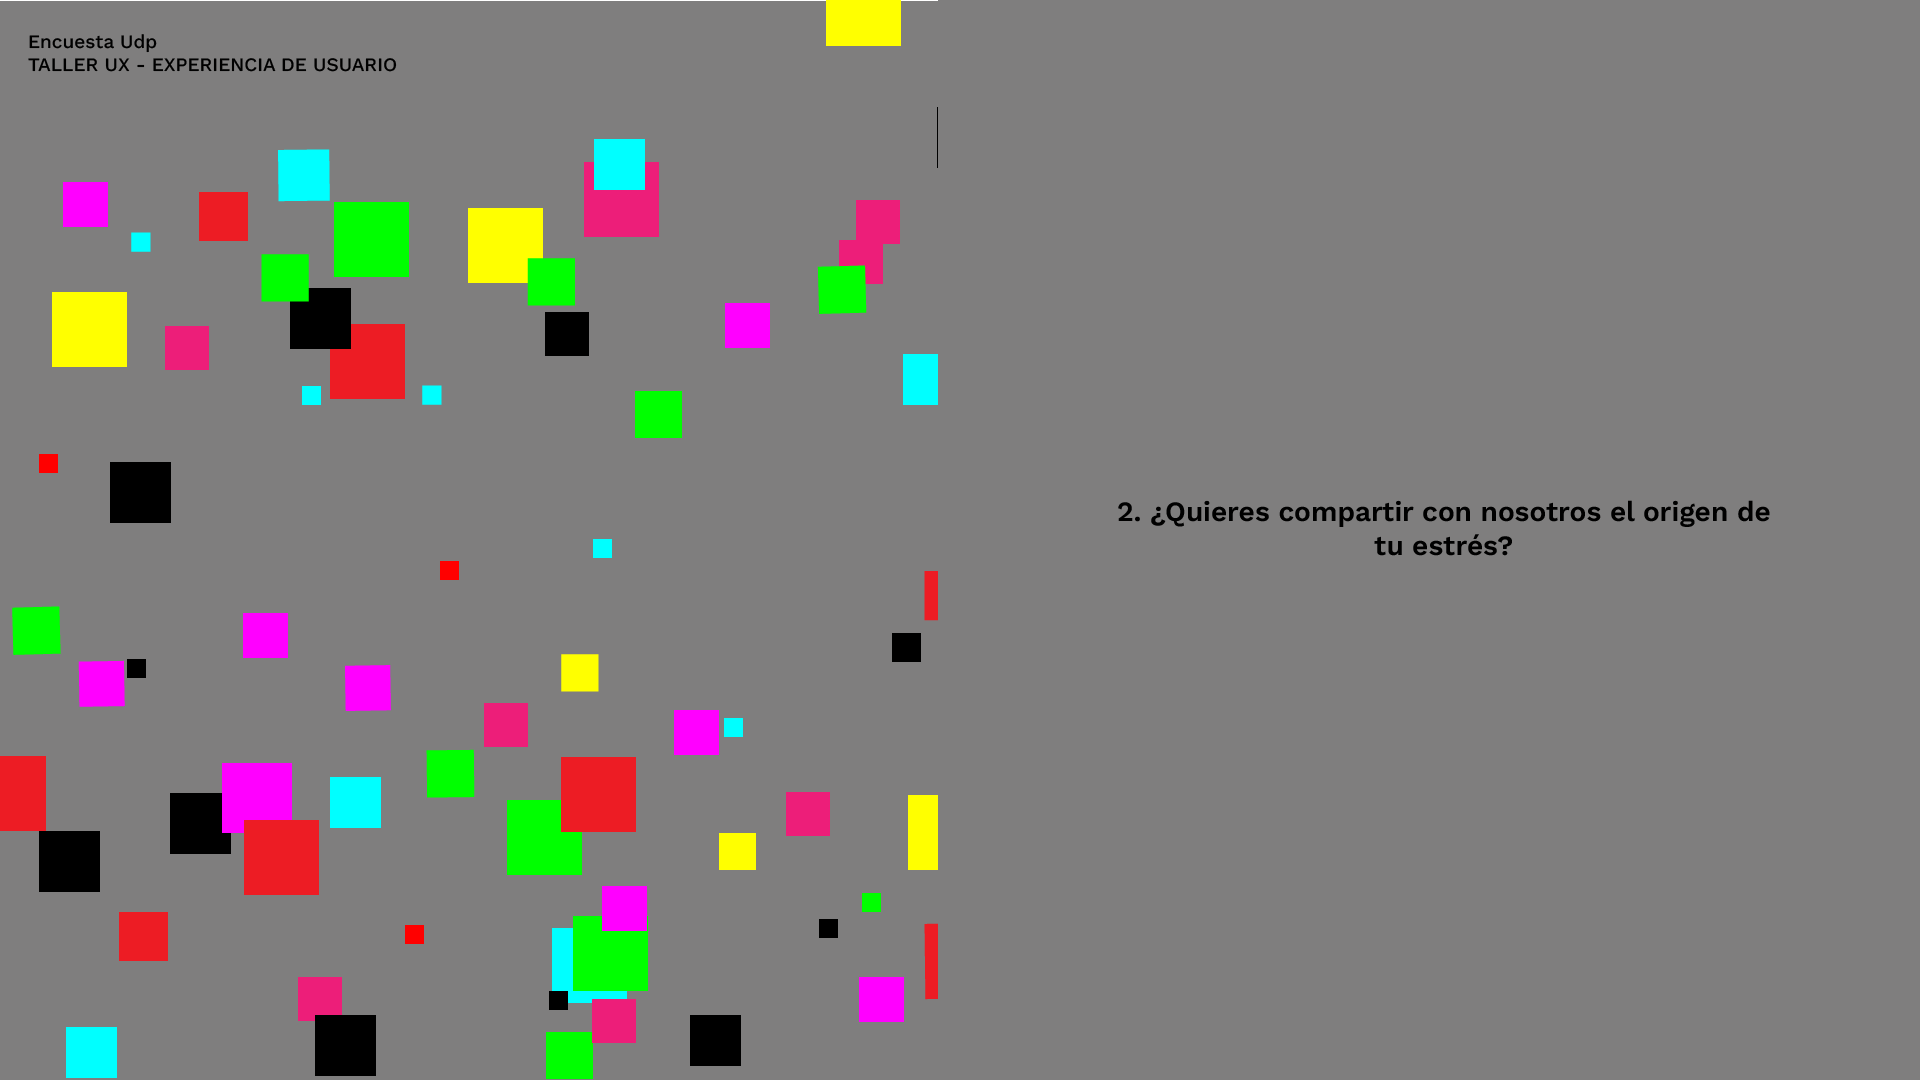 Encuesta Udp
TALLER UX - EXPERIENCIA DE USUARIO
2. ¿Quieres compartir con nosotros el origen de
tu estrés?